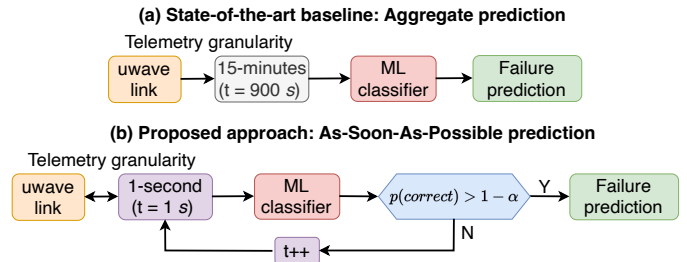 (a) State-of-the-art baseline: Aggregate prediction
Telemetry granularity
uwave
link
15-minutes
(t = 900 s)
ML
classifier
Failure
prediction
(b) Proposed approach: As-Soon-As-Possible prediction
Telemetry granularity
uwave
link
1-second
(t = 1 s)
ML
classifier
p(correct) > 1 − α
Y
Failure
prediction
N
t++